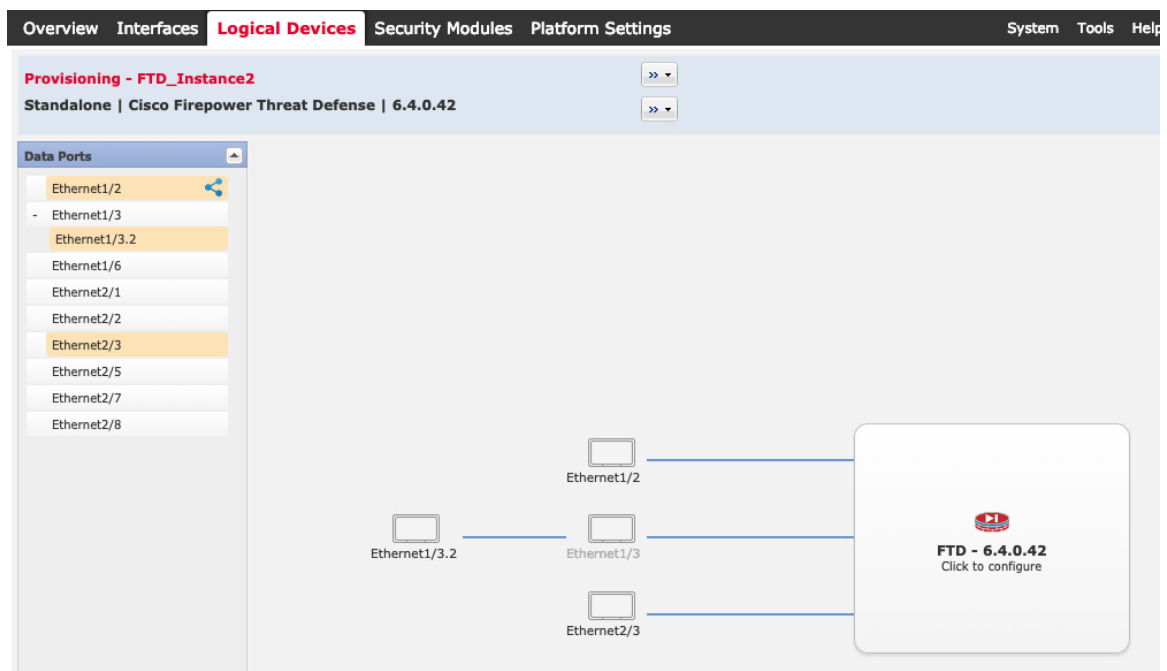 Overview Interfaces Logical Devices Security Modules Platform Settings System Tools Help
Provisioning - FTD_Instance2
Standalone | Cisco Firepower Threat Defense | 6.4.0.42
Data Ports
Ethernet1/2
- Ethernet1/3
Ethernet1/3.2
Ethernet1/6
Ethernet2/1
Ethernet2/2
Ethernet2/3
Ethernet2/5
Ethernet2/7
Ethernet2/8
Ethernet1/2
Ethernet1/3.2
Ethernet1/3
Ethernet2/3
FTD - 6.4.0.42
Click to configure